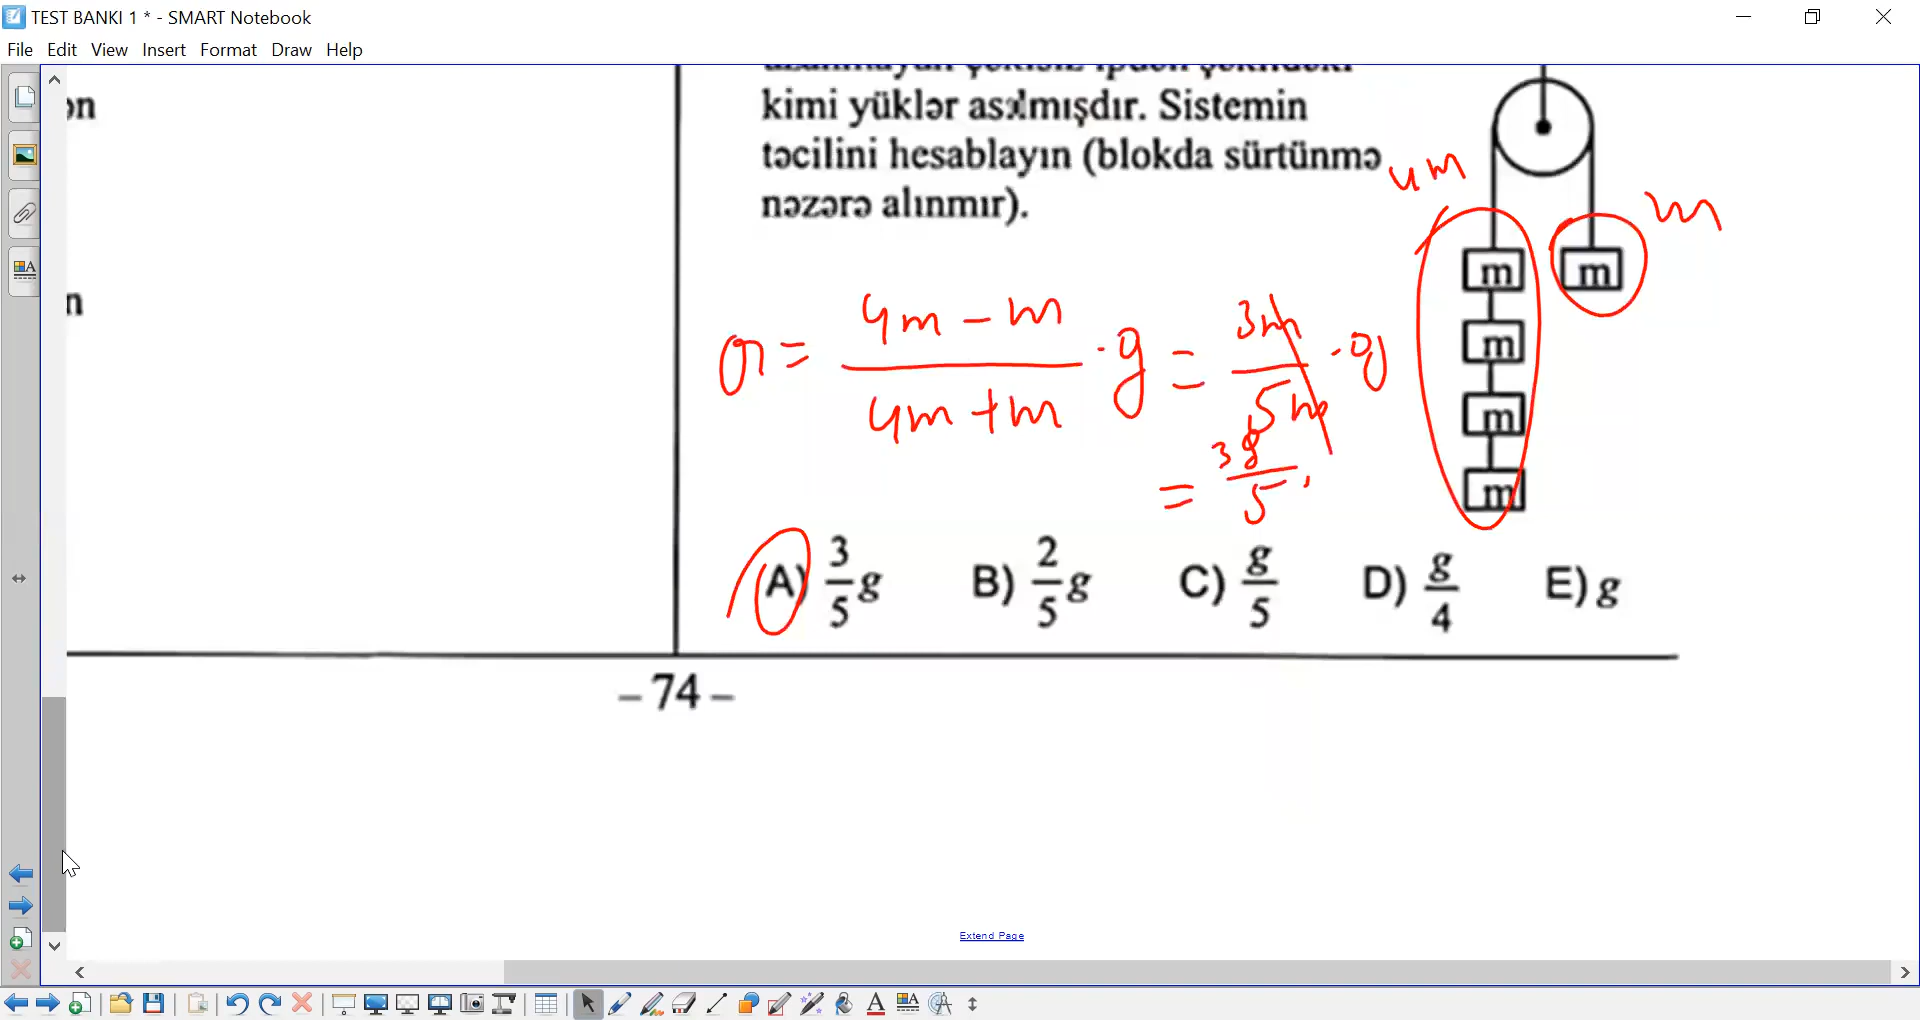 TEST BANKI 1 * - SMART Notebook
File Edit View Insert Format Draw Help
ən
n
kimi yüklər asılmışdır. Sistemin
təcilini hesablayın (blokda sürtünmə
nəzərə alınmır).
4m
m
m
m
m
m
m
a = 4m - m / 4m + m · g = 3m / 5m · g
= 3g / 5
A) 3/5 g B) 2/5 g C) g/5 D) g/4 E) g
– 74 –
Extend Page